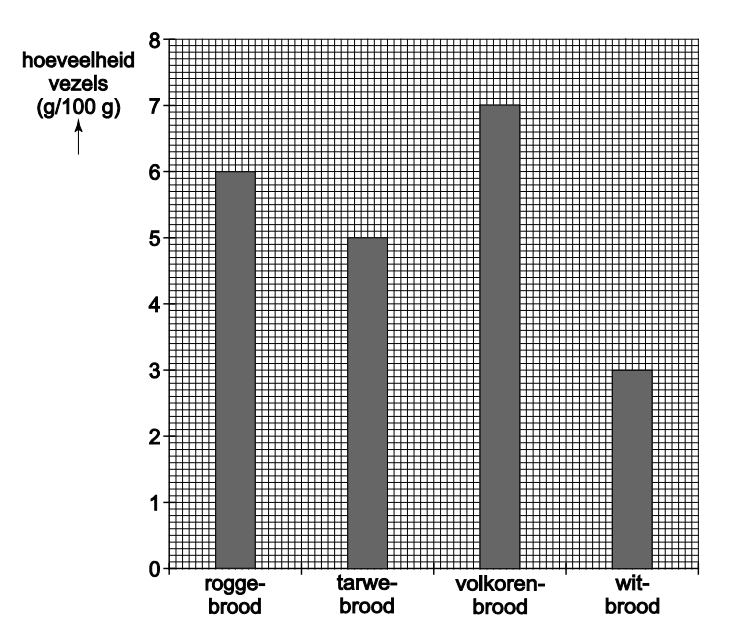 hoeveelheid
vezels
(g/100 g)
8
7
6
5
4
3
2
1
0
rogge-
brood
tarwe-
brood
volkoren-
brood
wit-
brood